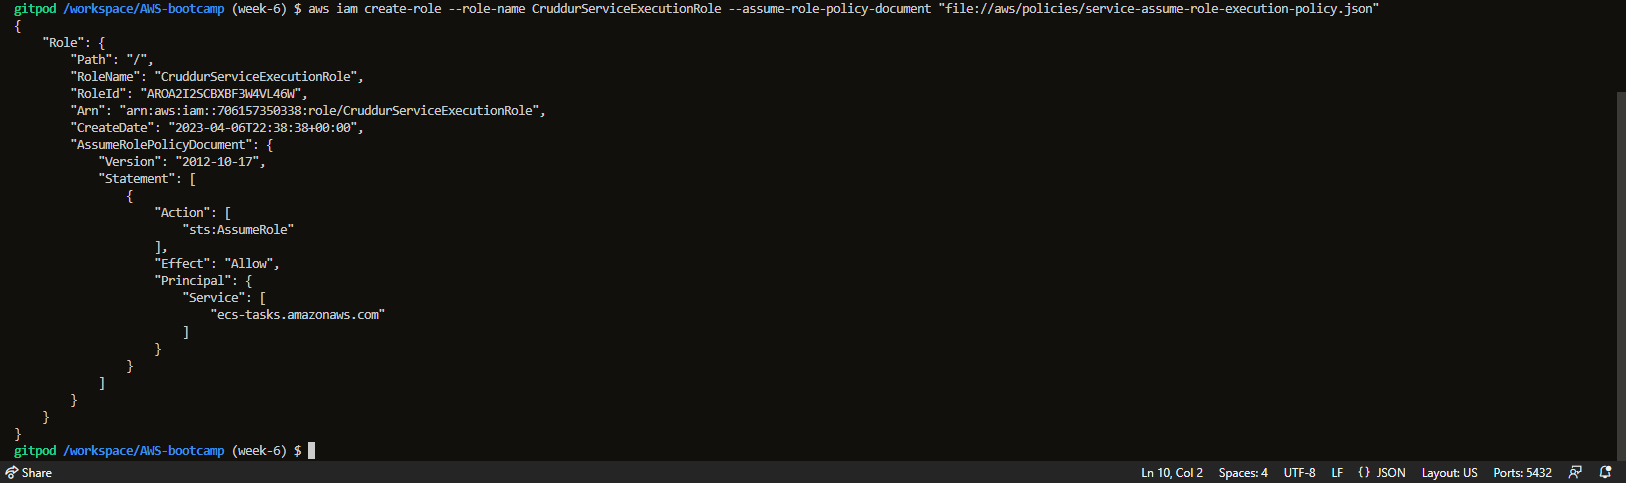 gitpod /workspace/AWS-bootcamp (week-6) $ aws iam create-role --role-name CruddurServiceExecutionRole --assume-role-policy-document "file://aws/policies/service-assume-role-execution-policy.json"
{
    "Role": {
        "Path": "/",
        "RoleName": "CruddurServiceExecutionRole",
        "RoleId": "AROA2I2SCBXBF3W4VL46W",
        "Arn": "arn:aws:iam::706157350338:role/CruddurServiceExecutionRole",
        "CreateDate": "2023-04-06T22:38:38+00:00",
        "AssumeRolePolicyDocument": {
            "Version": "2012-10-17",
            "Statement": [
                {
                    "Action": [
                        "sts:AssumeRole"
                    ],
                    "Effect": "Allow",
                    "Principal": {
                        "Service": [
                            "ecs-tasks.amazonaws.com"
                        ]
                    }
                }
            ]
        }
    }
}
gitpod /workspace/AWS-bootcamp (week-6) $
Share Ln 10, Col 2 Spaces: 4 UTF-8 LF {} JSON Layout: US Ports: 5432